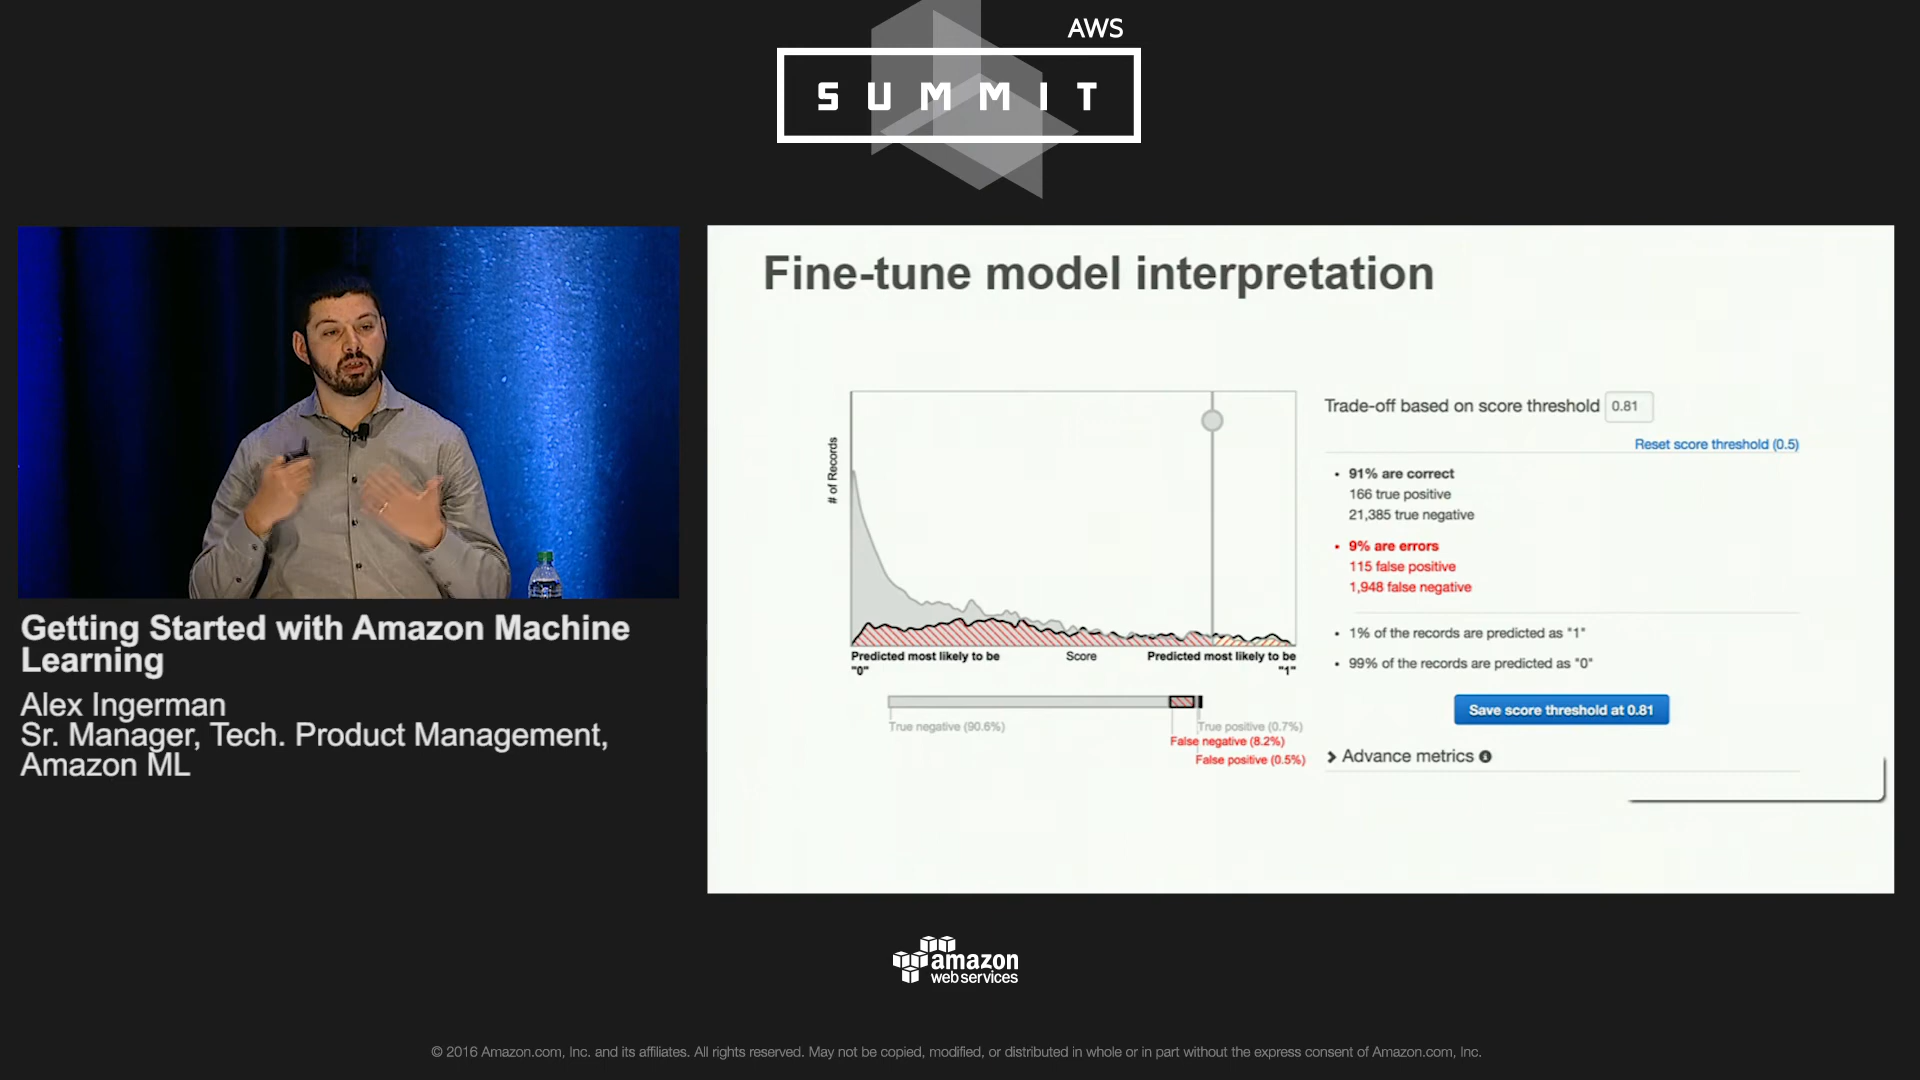 AWS
SUMMIT
Fine-tune model interpretation
# of Records
Predicted most likely to be
"0"
Score
Predicted most likely to be
"1"
True negative (90.6%)
True positive (0.7%)
False negative (8.2%)
False positive (0.5%)
Trade-off based on score threshold 0.81
Reset score threshold (0.5)
• 91% are correct
166 true positive
21,385 true negative
• 9% are errors
115 false positive
1,948 false negative
• 1% of the records are predicted as "1"
• 99% of the records are predicted as "0"
Save score threshold at 0.81
Advance metrics
Getting Started with Amazon Machine
Learning
Alex Ingerman
Sr. Manager, Tech. Product Management,
Amazon ML
amazon
web services
© 2016 Amazon.com, Inc. and its affiliates. All rights reserved. May not be copied, modified, or distributed in whole or in part without the express consent of Amazon.com, Inc.